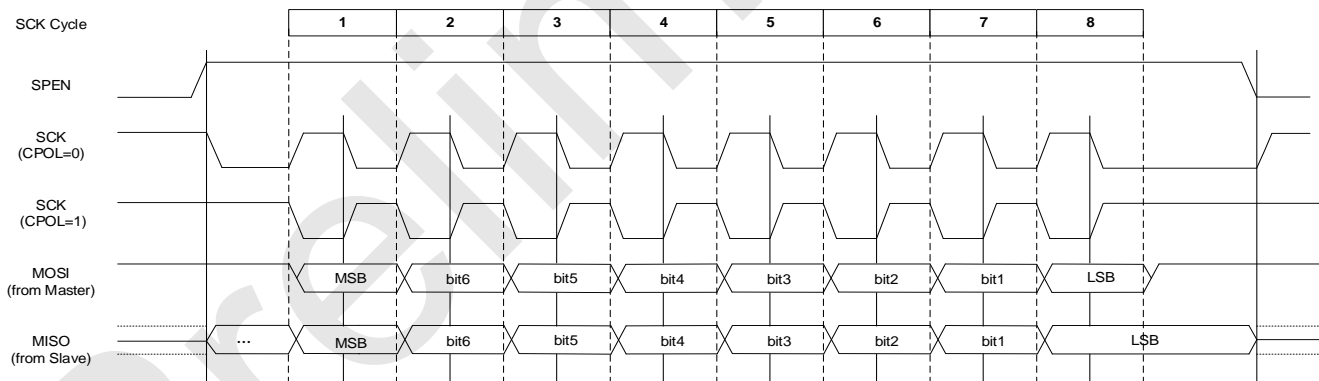 SCK Cycle 1 2 3 4 5 6 7 8
SPEN
SCK
(CPOL=0)
SCK
(CPOL=1)
MOSI
(from Master)
MSB bit6 bit5 bit4 bit3 bit2 bit1 LSB
MISO
(from Slave)
... MSB bit6 bit5 bit4 bit3 bit2 bit1 LSB